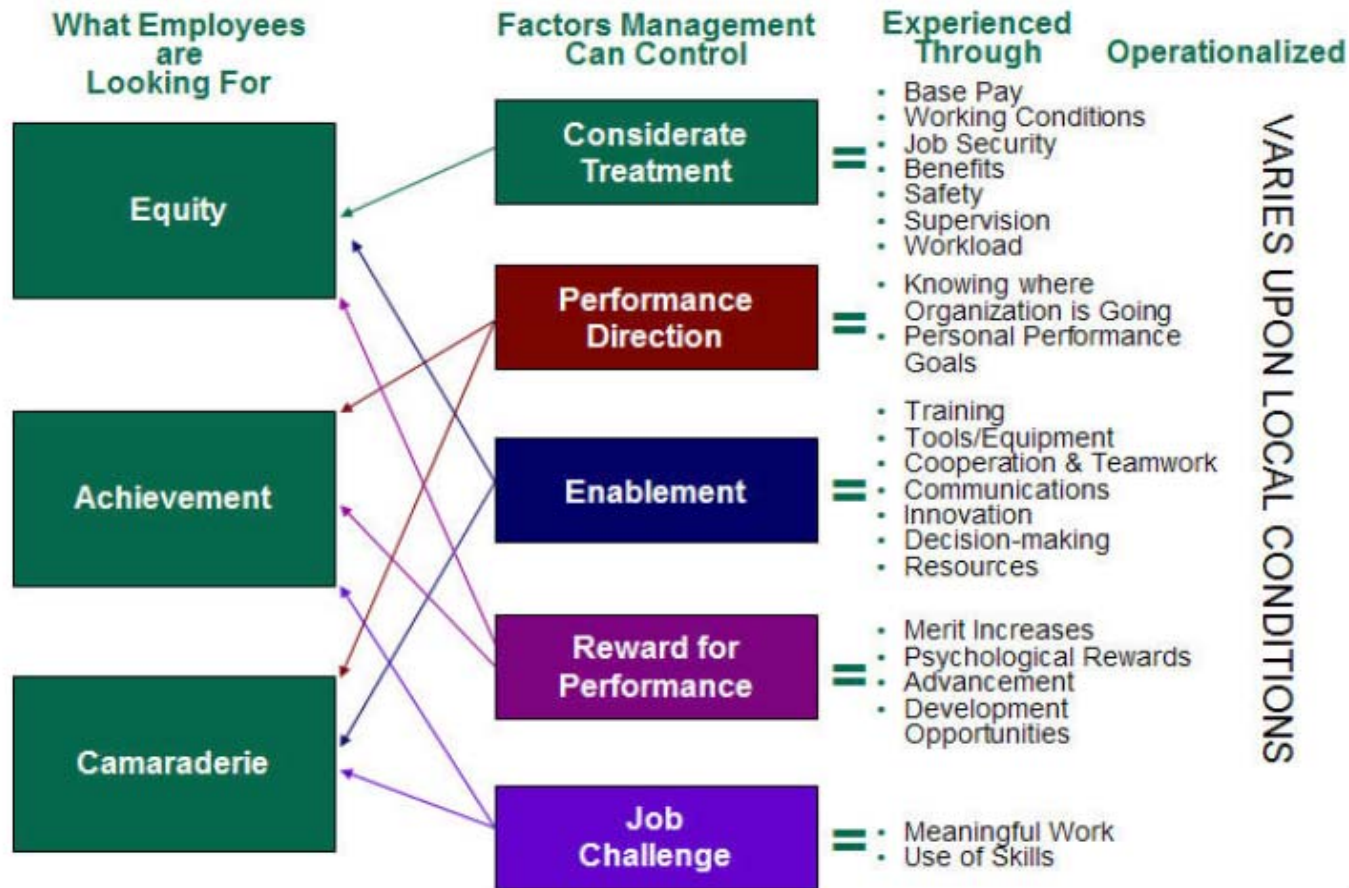 What Employees
are
Looking For
Factors Management
Can Control
Experienced
Through
Operationalized
Equity
Achievement
Camaraderie
Considerate
Treatment
=
• Base Pay
• Working Conditions
• Job Security
• Benefits
• Safety
• Supervision
• Workload
Performance
Direction
=
• Knowing where
Organization is Going
• Personal Performance
Goals
Enablement
=
• Training
• Tools/Equipment
• Cooperation & Teamwork
• Communications
• Innovation
• Decision-making
• Resources
Reward for
Performance
=
• Merit Increases
• Psychological Rewards
• Advancement
• Development
Opportunities
Job
Challenge
=
• Meaningful Work
• Use of Skills
VARIES UPON LOCAL CONDITIONS